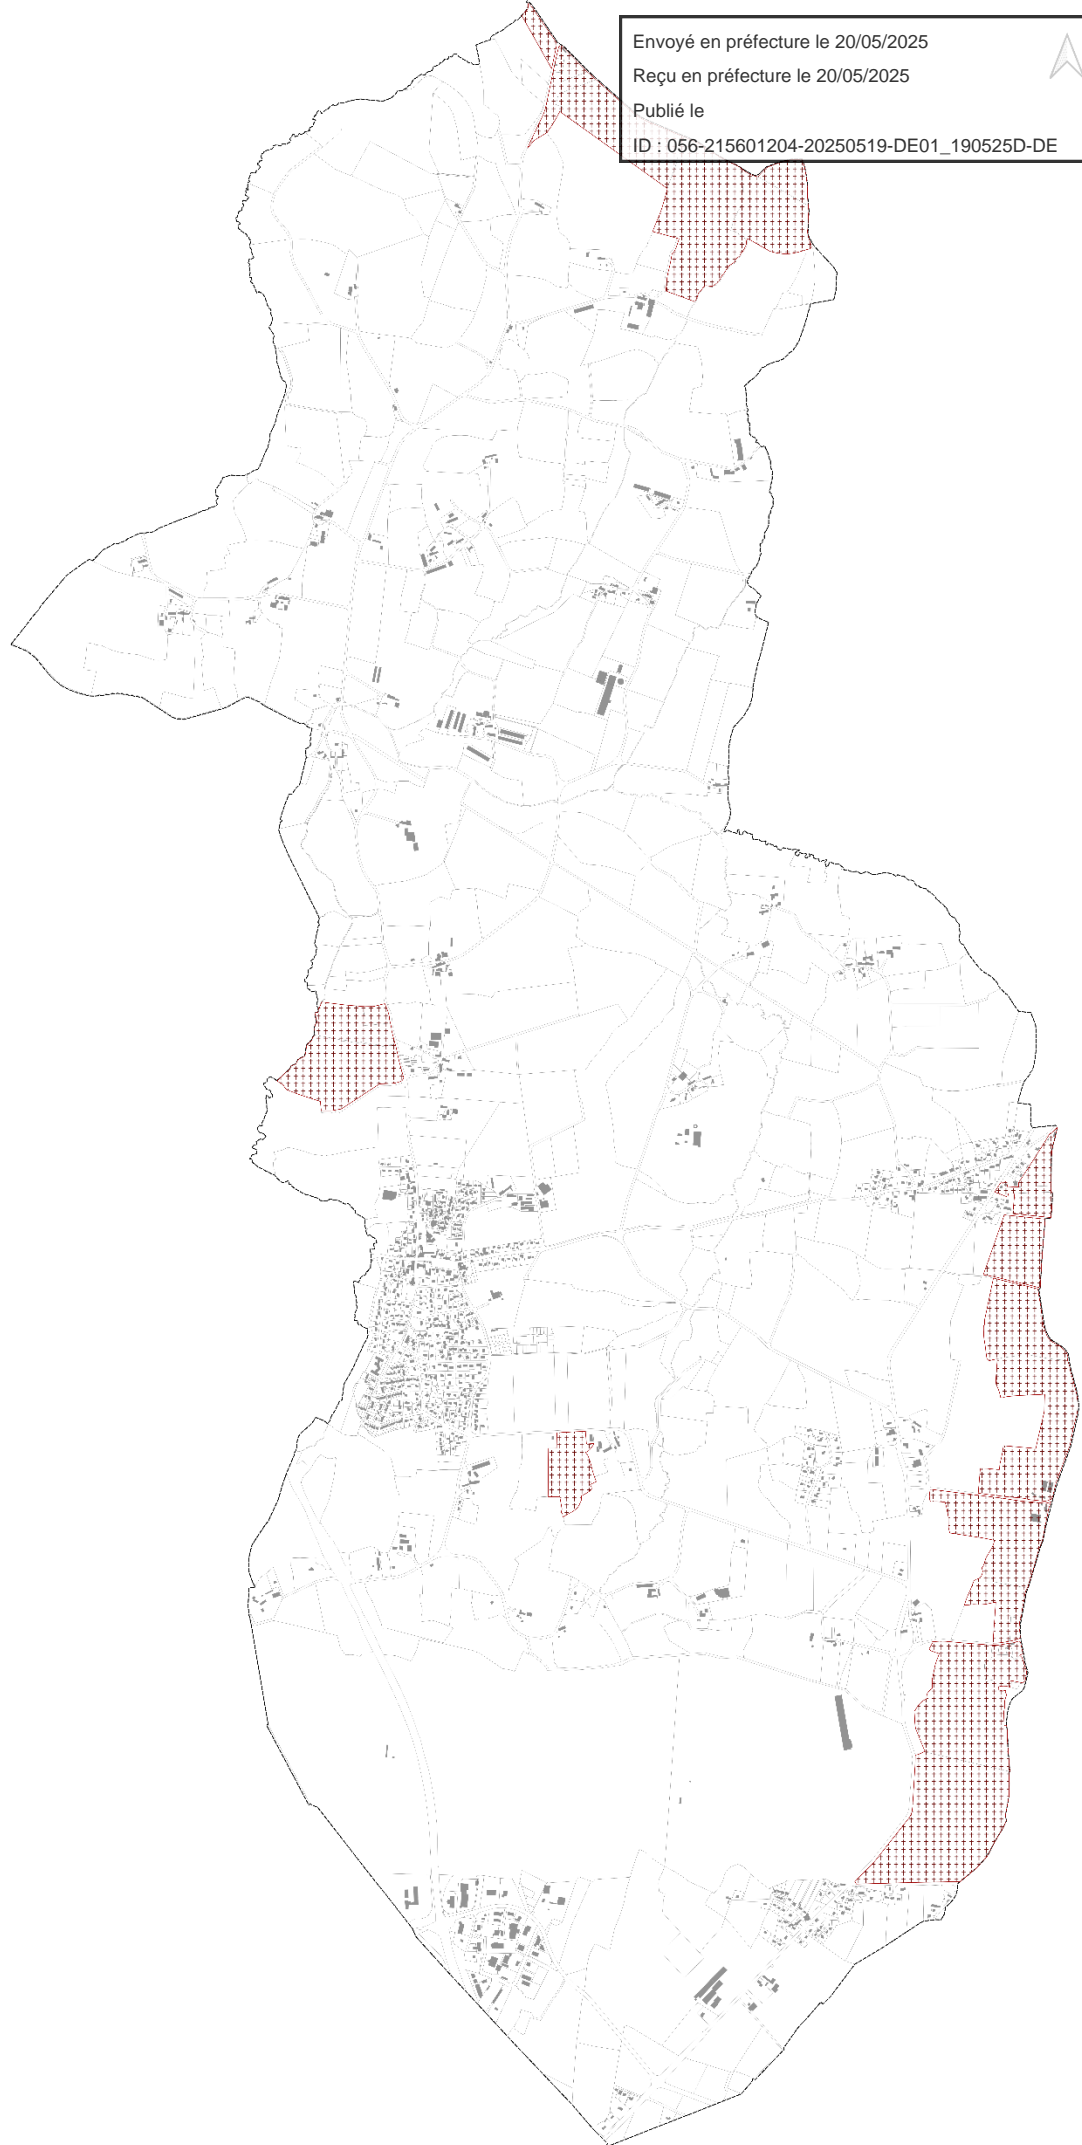 Envoyé en préfecture le 20/05/2025
Reçu en préfecture le 20/05/2025
Publié le
ID : 056-215601204-20250519-DE01_190525D-DE